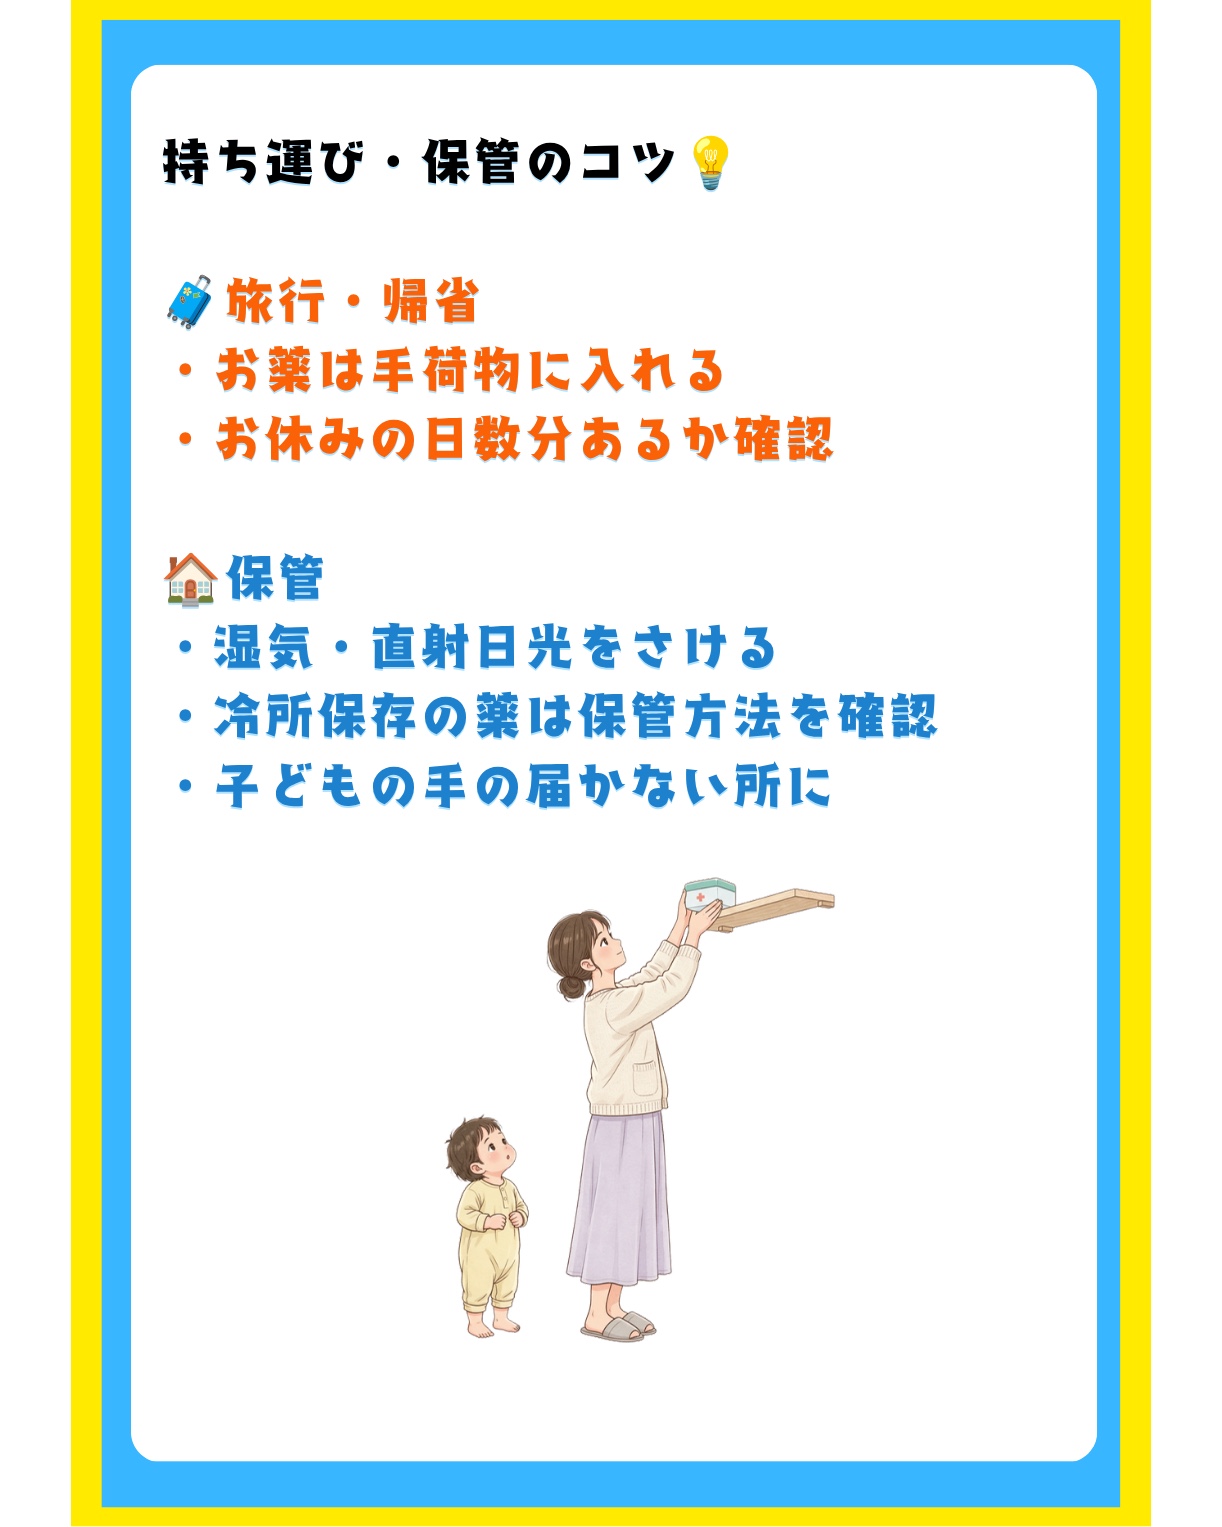 持ち運び・保管のコツ💡
🧳旅行・帰省
・お薬は手荷物に入れる
・お休みの日数分あるか確認
🏠保管
・湿気・直射日光をさける
・冷所保存の薬は保管方法を確認
・子どもの手の届かない所に